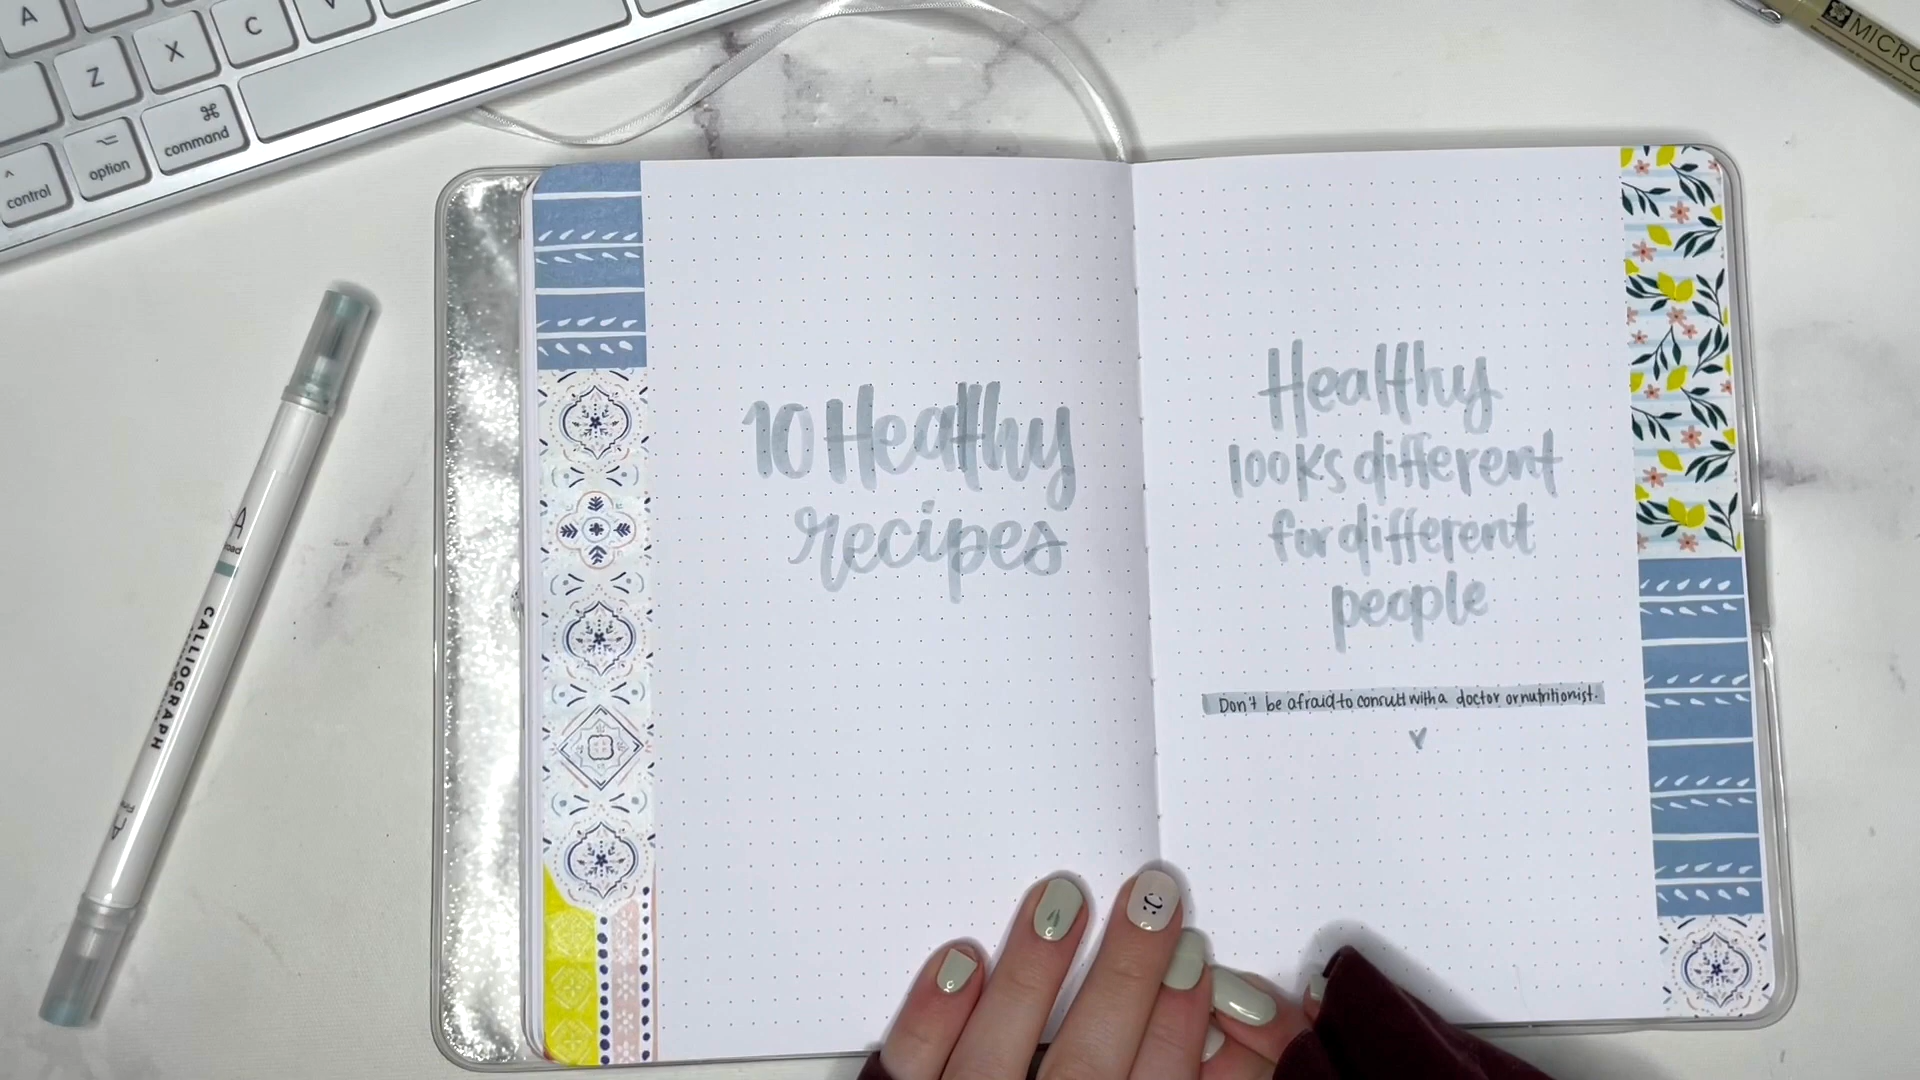 A
Z
X
C
V
control
option
⌘
command
MICRO
A
CALLIOGRAPH
10 Healthy
recipes
Healthy
looks different
for different
people
Don't be afraid to consult with a doctor or nutritionist.